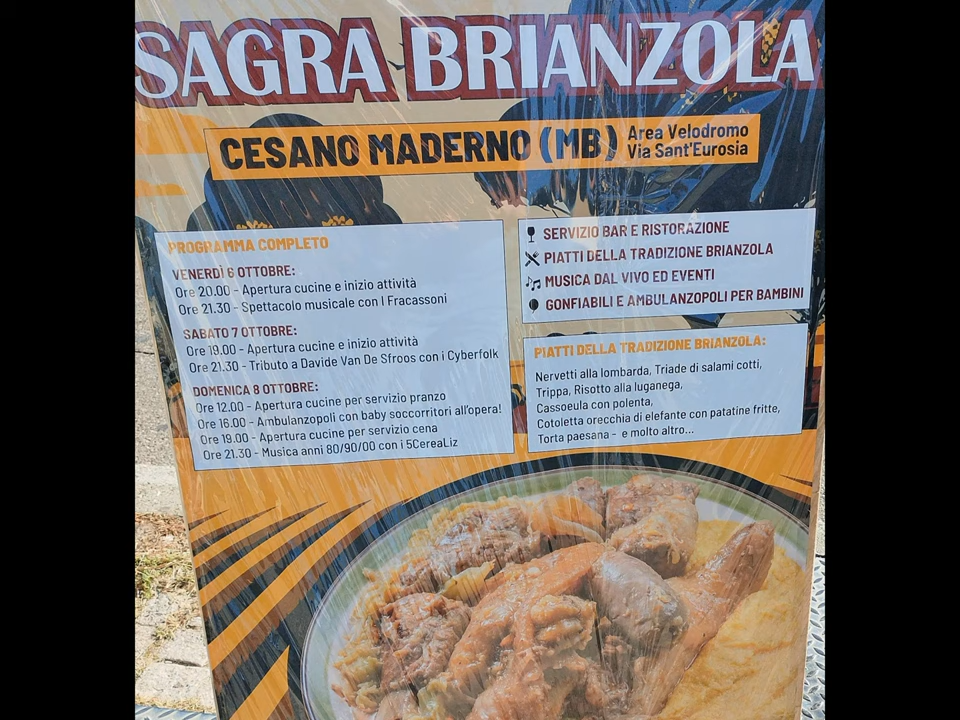 SAGRA BRIANZOLA
CESANO MADERNO (MB)
Area Velodromo
Via Sant'Eurosia
PROGRAMMA COMPLETO
VENERDÌ 6 OTTOBRE:
Ore 20.00 - Apertura cucine e inizio attività
Ore 21.30 - Spettacolo musicale con I Fracassoni
SABATO 7 OTTOBRE:
Ore 19.00 - Apertura cucine e inizio attività
Ore 21.30 - Tributo a Davide Van De Sfroos con i Cyberfolk
DOMENICA 8 OTTOBRE:
Ore 12.00 - Apertura cucine per servizio pranzo
Ore 16.00 - Ambulanzopoli con baby soccorritori all'opera!
Ore 19.00 - Apertura cucine per servizio cena
Ore 21.30 - Musica anni 80/90/00 con i 5CereaLiz
SERVIZIO BAR E RISTORAZIONE
PIATTI DELLA TRADIZIONE BRIANZOLA
MUSICA DAL VIVO ED EVENTI
GONFIABILI E AMBULANZOPOLI PER BAMBINI
PIATTI DELLA TRADIZIONE BRIANZOLA:
Nervetti alla lombarda, Triade di salami cotti,
Trippa, Risotto alla luganega,
Cassoeula con polenta,
Cotoletta orecchia di elefante con patatine fritte,
Torta paesana - e molto altro...